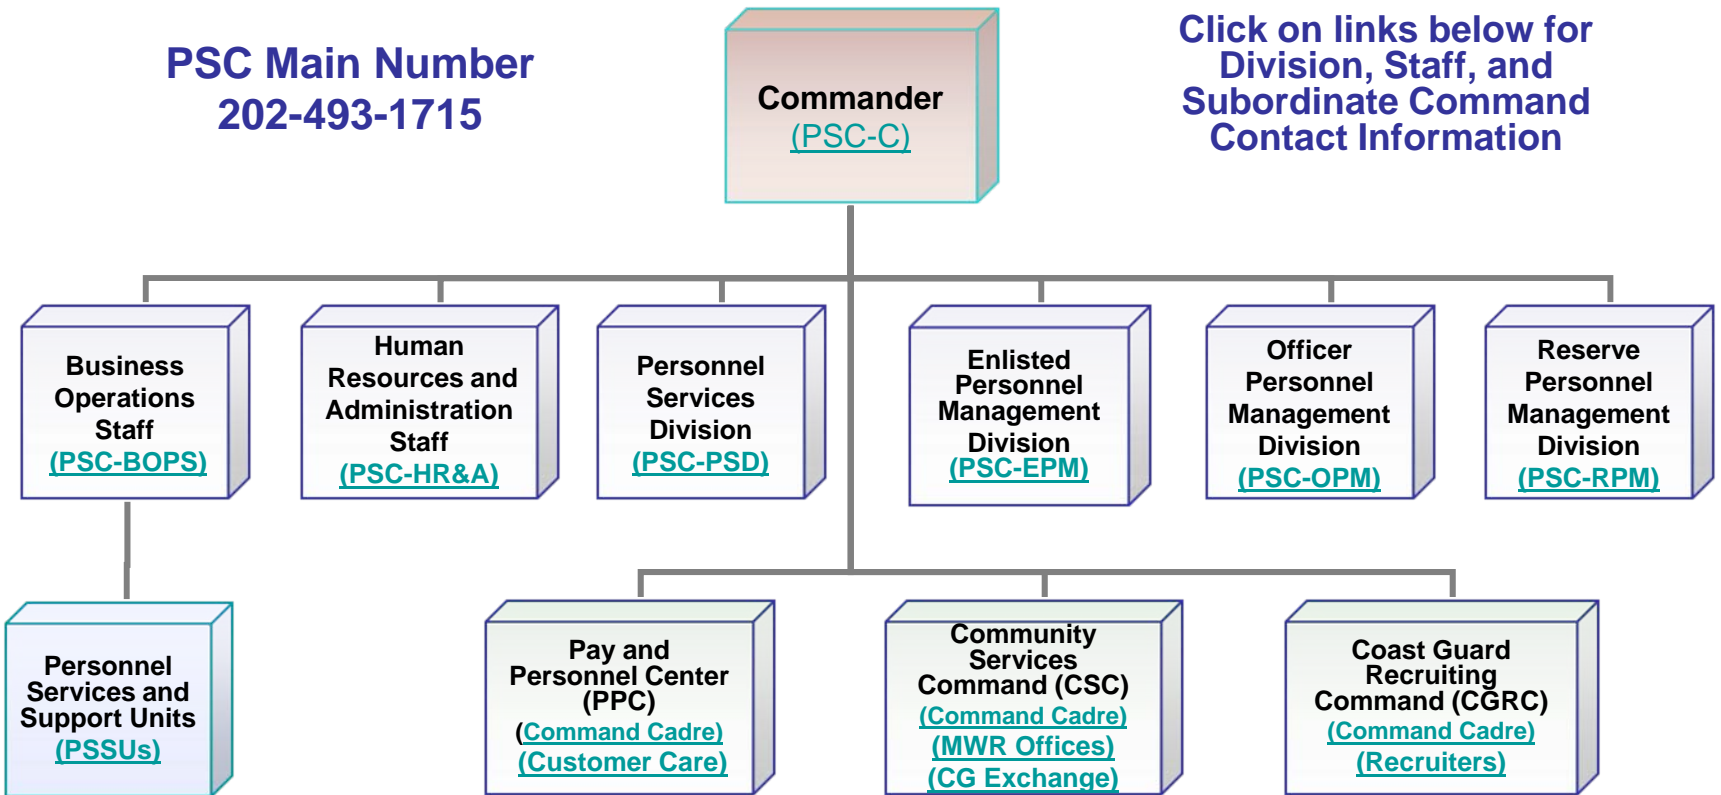 PSC Main Number
202-493-1715
Commander
(PSC-C)
Click on links below for
Division, Staff, and
Subordinate Command
Contact Information
Business
Operations
Staff
(PSC-BOPS)
Human
Resources and
Administration
Staff
(PSC-HR&A)
Personnel
Services
Division
(PSC-PSD)
Enlisted
Personnel
Management
Division
(PSC-EPM)
Officer
Personnel
Management
Division
(PSC-OPM)
Reserve
Personnel
Management
Division
(PSC-RPM)
Personnel
Services and
Support Units
(PSSUs)
Pay and
Personnel Center
(PPC)
(Command Cadre)
(Customer Care)
Community
Services
Command (CSC)
(Command Cadre)
(MWR Offices)
(CG Exchange)
Coast Guard
Recruiting
Command (CGRC)
(Command Cadre)
(Recruiters)